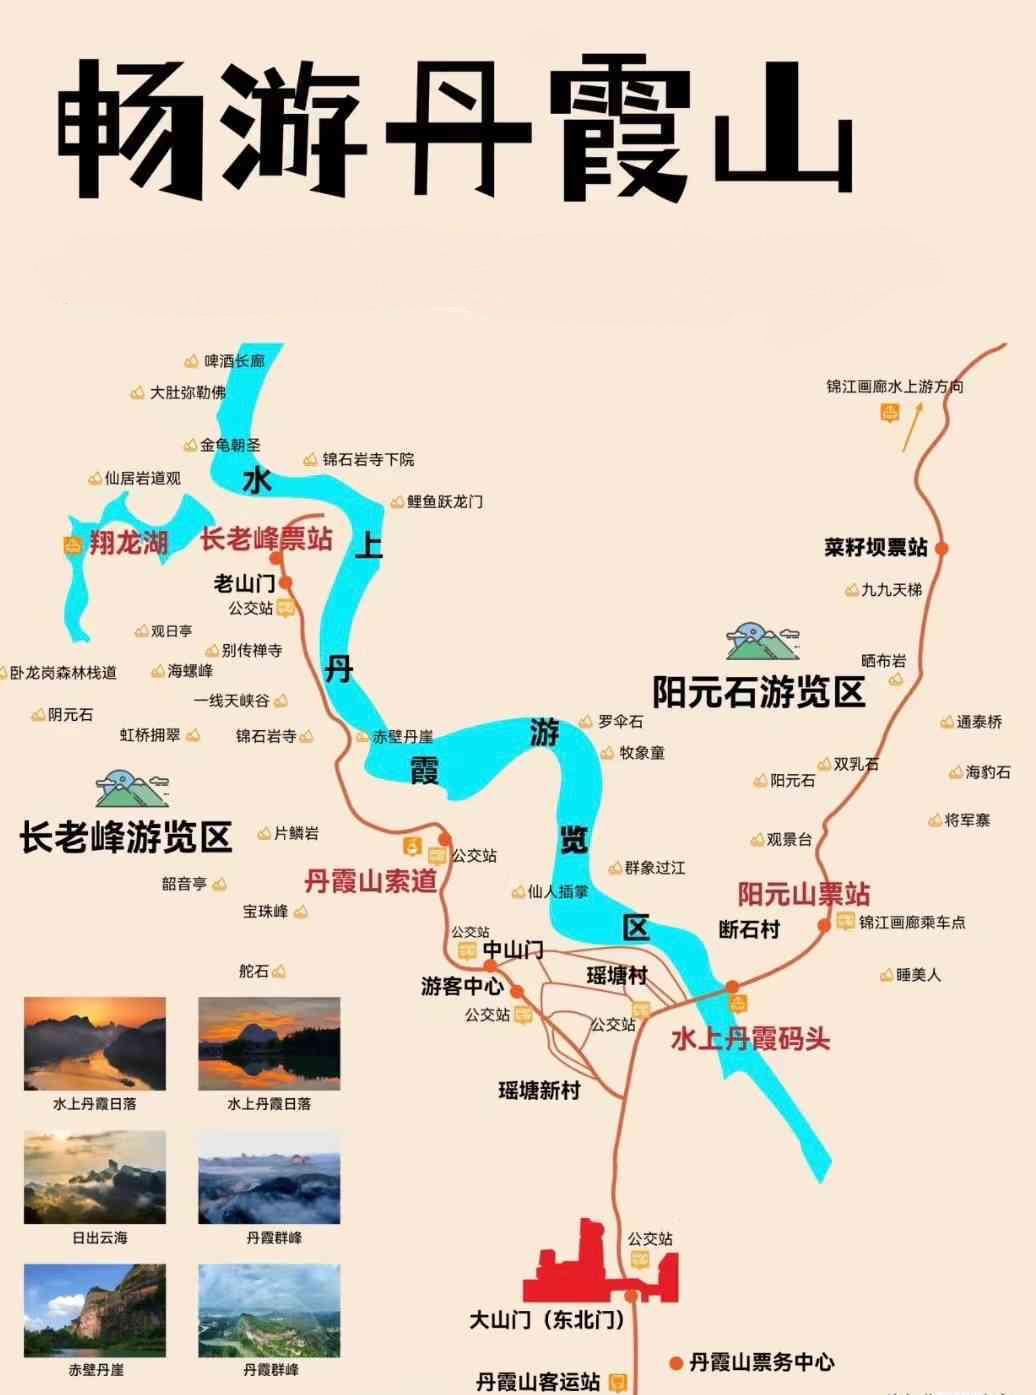 畅游丹霞山
啤酒长廊
大肚弥勒佛
锦江画廊水上游方向
金龟朝圣
锦石岩寺下院
仙居岩道观
水
鲤鱼跃龙门
翔龙湖
长老峰票站
上
菜籽坝票站
老山门
九九天梯
公交站
观日亭
别传禅寺
晒布岩
卧龙岗森林栈道
海螺峰
丹
阳元石游览区
一线天峡谷
阴元石
罗伞石
通泰桥
虹桥拥翠
锦石岩寺
赤壁丹崖
游
牧象童
霞
双乳石
阳元石
海豹石
长老峰游览区
片鳞岩
将军寨
览
观景台
公交站
丹霞山索道
群象过江
韶音亭
仙人插掌
阳元山票站
宝珠峰
区
断石村
锦江画廊乘车点
公交站
中山门
舵石
瑶塘村
睡美人
游客中心
公交站
公交站
水上丹霞码头
瑶塘新村
水上丹霞日落
水上丹霞日落
日出云海
丹霞群峰
公交站
大山门（东北门）
赤壁丹崖
丹霞群峰
丹霞山票务中心
丹霞山客运站